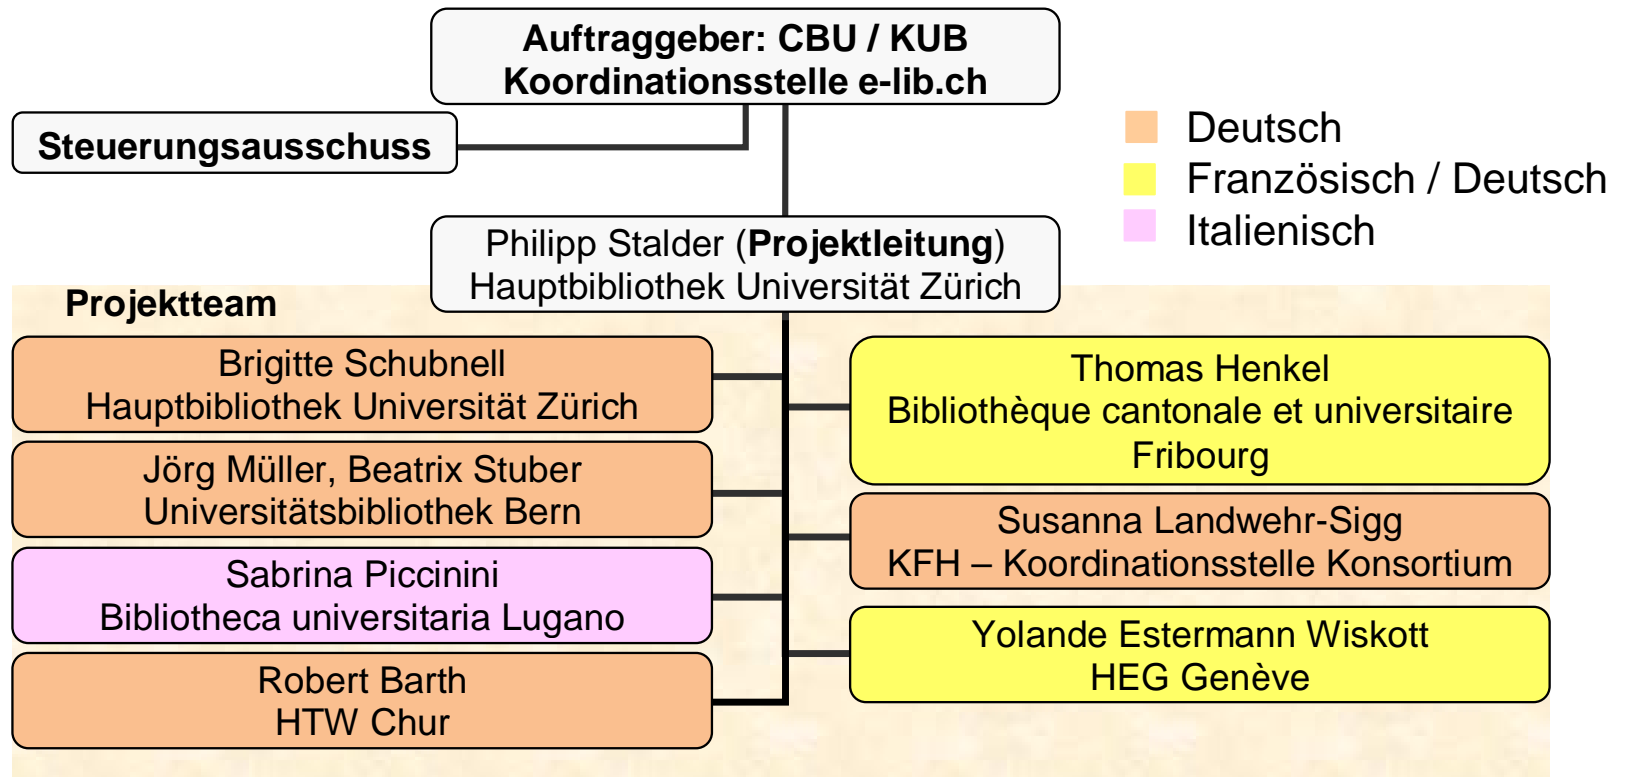 Auftraggeber: CBU / KUB
Koordinationsstelle e-lib.ch
Steuerungsausschuss
Deutsch
Französisch / Deutsch
Italienisch
Philipp Stalder (Projektleitung)
Hauptbibliothek Universität Zürich
Projektteam
Brigitte Schubnell
Hauptbibliothek Universität Zürich
Jörg Müller, Beatrix Stuber
Universitätsbibliothek Bern
Sabrina Piccinini
Bibliotheca universitaria Lugano
Robert Barth
HTW Chur
Thomas Henkel
Bibliothèque cantonale et universitaire
Fribourg
Susanna Landwehr-Sigg
KFH – Koordinationsstelle Konsortium
Yolande Estermann Wiskott
HEG Genève